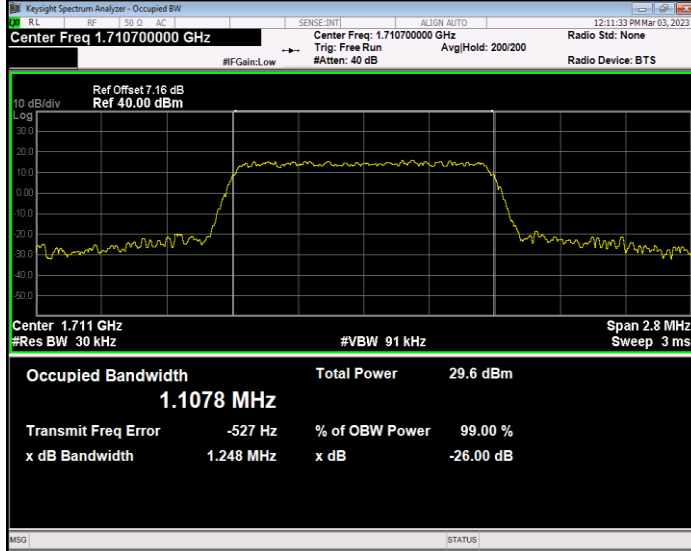 Keysight Spectrum Analyzer - Occupied BW
RL RF 50 Ω AC SENSE:INT ALIGN AUTO 12:11:33 PM Mar 03, 2023
Center Freq 1.710700000 GHz
Center Freq: 1.710700000 GHz
Radio Std: None
Trig: Free Run Avg|Hold: 200/200
#IFGain:Low
#Atten: 40 dB
Radio Device: BTS
Ref Offset 7.16 dB
10 dB/div Ref 40.00 dBm
Log
30.0
20.0
10.0
0.00
-10.0
-20.0
-30.0
-40.0
-50.0
Center 1.711 GHz Span 2.8 MHz
#Res BW 30 kHz #VBW 91 kHz Sweep 3 ms
Occupied Bandwidth Total Power 29.6 dBm
1.1078 MHz
Transmit Freq Error -527 Hz % of OBW Power 99.00 %
x dB Bandwidth 1.248 MHz x dB -26.00 dB
MSG STATUS